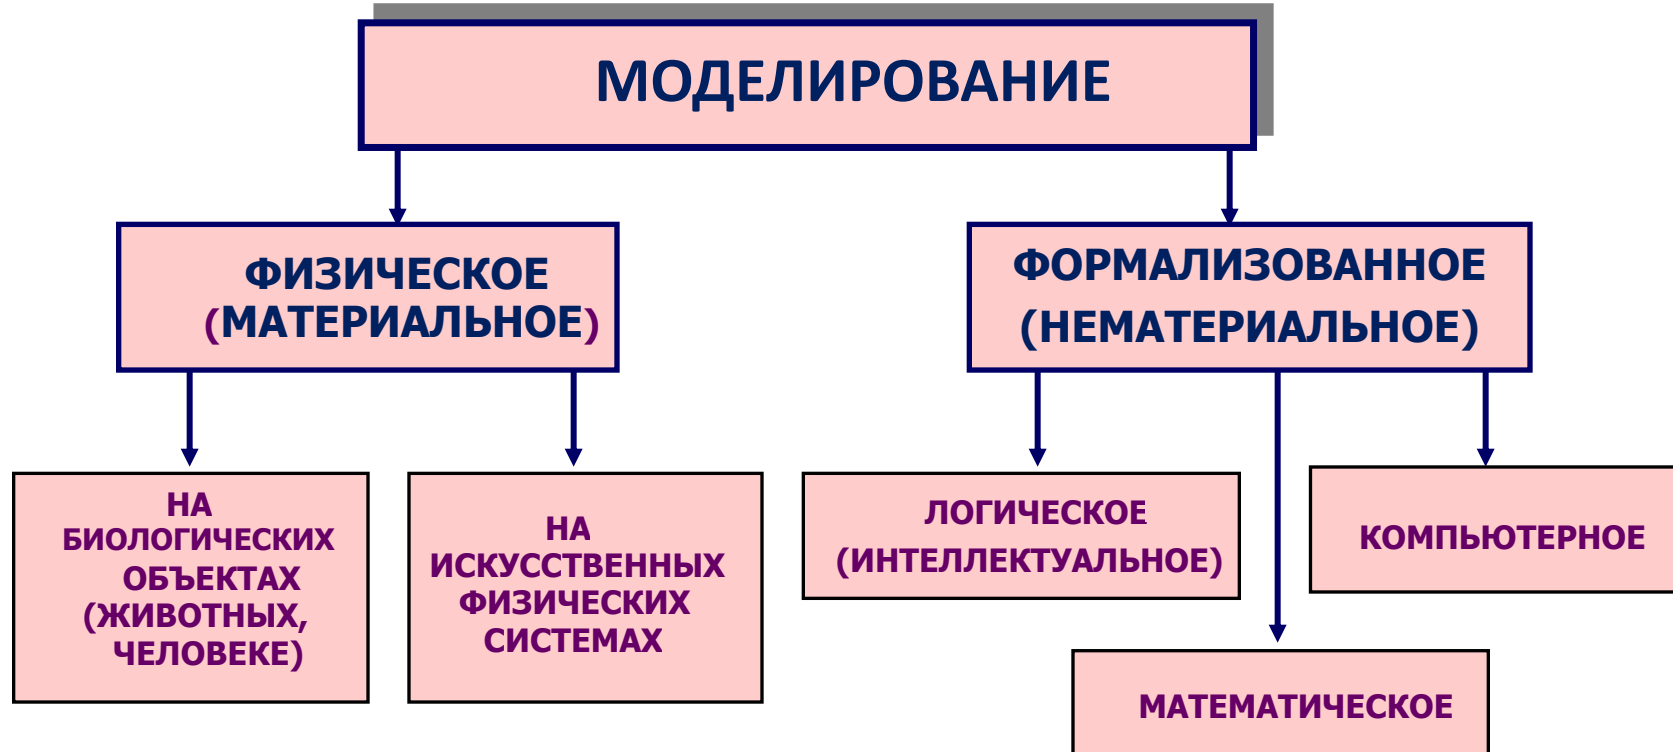 МОДЕЛИРОВАНИЕ
ФИЗИЧЕСКОЕ
(МАТЕРИАЛЬНОЕ)
ФОРМАЛИЗОВАННОЕ
(НЕМАТЕРИАЛЬНОЕ)
НА
БИОЛОГИЧЕСКИХ
ОБЪЕКТАХ
(ЖИВОТНЫХ,
ЧЕЛОВЕКЕ)
НА
ИСКУССТВЕННЫХ
ФИЗИЧЕСКИХ
СИСТЕМАХ
ЛОГИЧЕСКОЕ
(ИНТЕЛЛЕКТУАЛЬНОЕ)
КОМПЬЮТЕРНОЕ
МАТЕМАТИЧЕСКОЕ